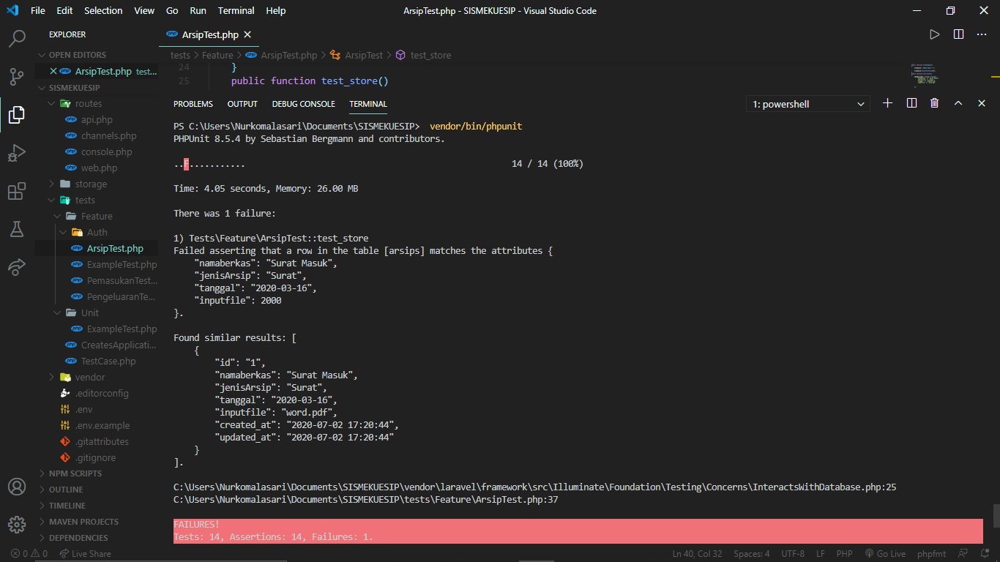 File Edit Selection View Go Run Terminal Help ArsipTest.php - SISMEKUESIP - Visual Studio Code
EXPLORER
OPEN EDITORS
ArsipTest.php test...
SISMEKUESIP
routes
api.php
channels.php
console.php
web.php
storage
tests
Feature
Auth
ArsipTest.php
ExampleTest.php
PemasukanTest...
PengeluaranTe...
Unit
ExampleTest.php
CreatesApplicati...
TestCase.php
vendor
.editorconfig
.env
.env.example
.gitattributes
.gitignore
NPM SCRIPTS
OUTLINE
TIMELINE
MAVEN PROJECTS
DEPENDENCIES
ArsipTest.php
tests > Feature > ArsipTest.php > ArsipTest > test_store
24 }
25 public function test_store()
PROBLEMS OUTPUT DEBUG CONSOLE TERMINAL 1: powershell
PS C:\Users\Nurkomalasari\Documents\SISMEKUESIP> vendor/bin/phpunit
PHPUnit 8.5.4 by Sebastian Bergmann and contributors.
..F........... 14 / 14 (100%)
Time: 4.05 seconds, Memory: 26.00 MB
There was 1 failure:
1) Tests\Feature\ArsipTest::test_store
Failed asserting that a row in the table [arsips] matches the attributes {
"namaberkas": "Surat Masuk",
"jenisArsip": "Surat",
"tanggal": "2020-03-16",
"inputfile": 2000
}.
Found similar results: [
{
"id": "1",
"namaberkas": "Surat Masuk",
"jenisArsip": "Surat",
"tanggal": "2020-03-16",
"inputfile": "word.pdf",
"created_at": "2020-07-02 17:20:44",
"updated_at": "2020-07-02 17:20:44"
}
].
C:\Users\Nurkomalasari\Documents\SISMEKUESIP\vendor\laravel\framework\src\Illuminate\Foundation\Testing\Concerns\InteractsWithDatabase.php:25
C:\Users\Nurkomalasari\Documents\SISMEKUESIP\tests\Feature\ArsipTest.php:37
FAILURES!
Tests: 14, Assertions: 14, Failures: 1.
0 0 Live Share Ln 40, Col 32 Spaces: 4 UTF-8 LF PHP Go Live phpfmt